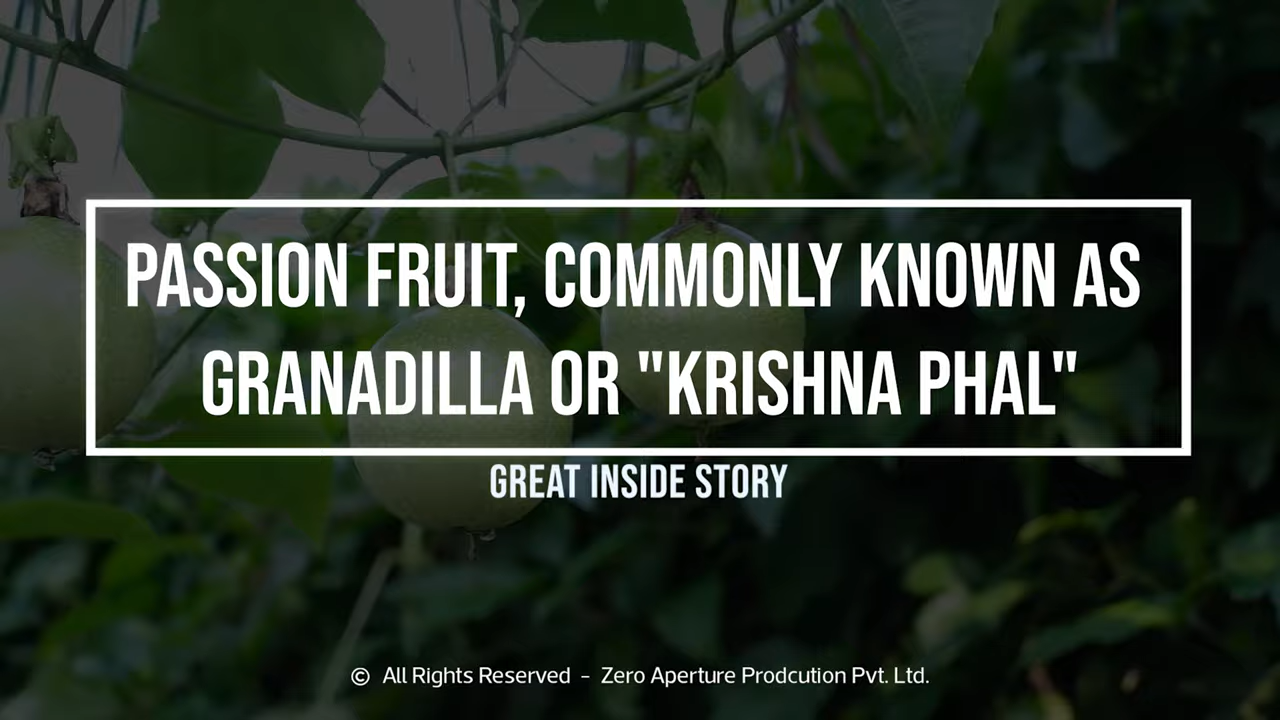 PASSION FRUIT, COMMONLY KNOWN AS
GRANADILLA OR "KRISHNA PHAL"
GREAT INSIDE STORY
© All Rights Reserved - Zero Aperture Prodcution Pvt. Ltd.